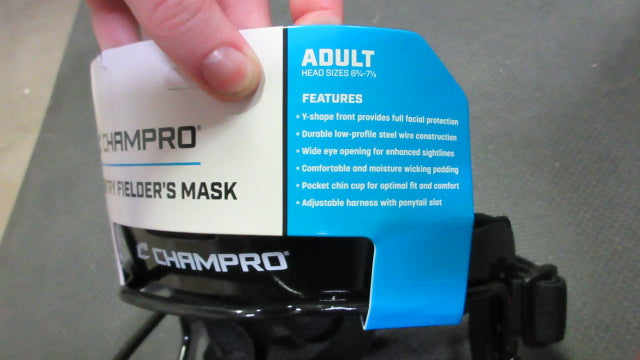 ADULT
HEAD SIZES 6¾-7⅛
FEATURES
• Y-shape front provides full facial protection
• Durable low-profile steel wire construction
• Wide eye opening for enhanced sightlines
• Comfortable and moisture wicking padding
• Pocket chin cup for optimal fit and comfort
• Adjustable harness with ponytail slot
CHAMPRO®
FIELDER'S MASK
CHAMPRO®